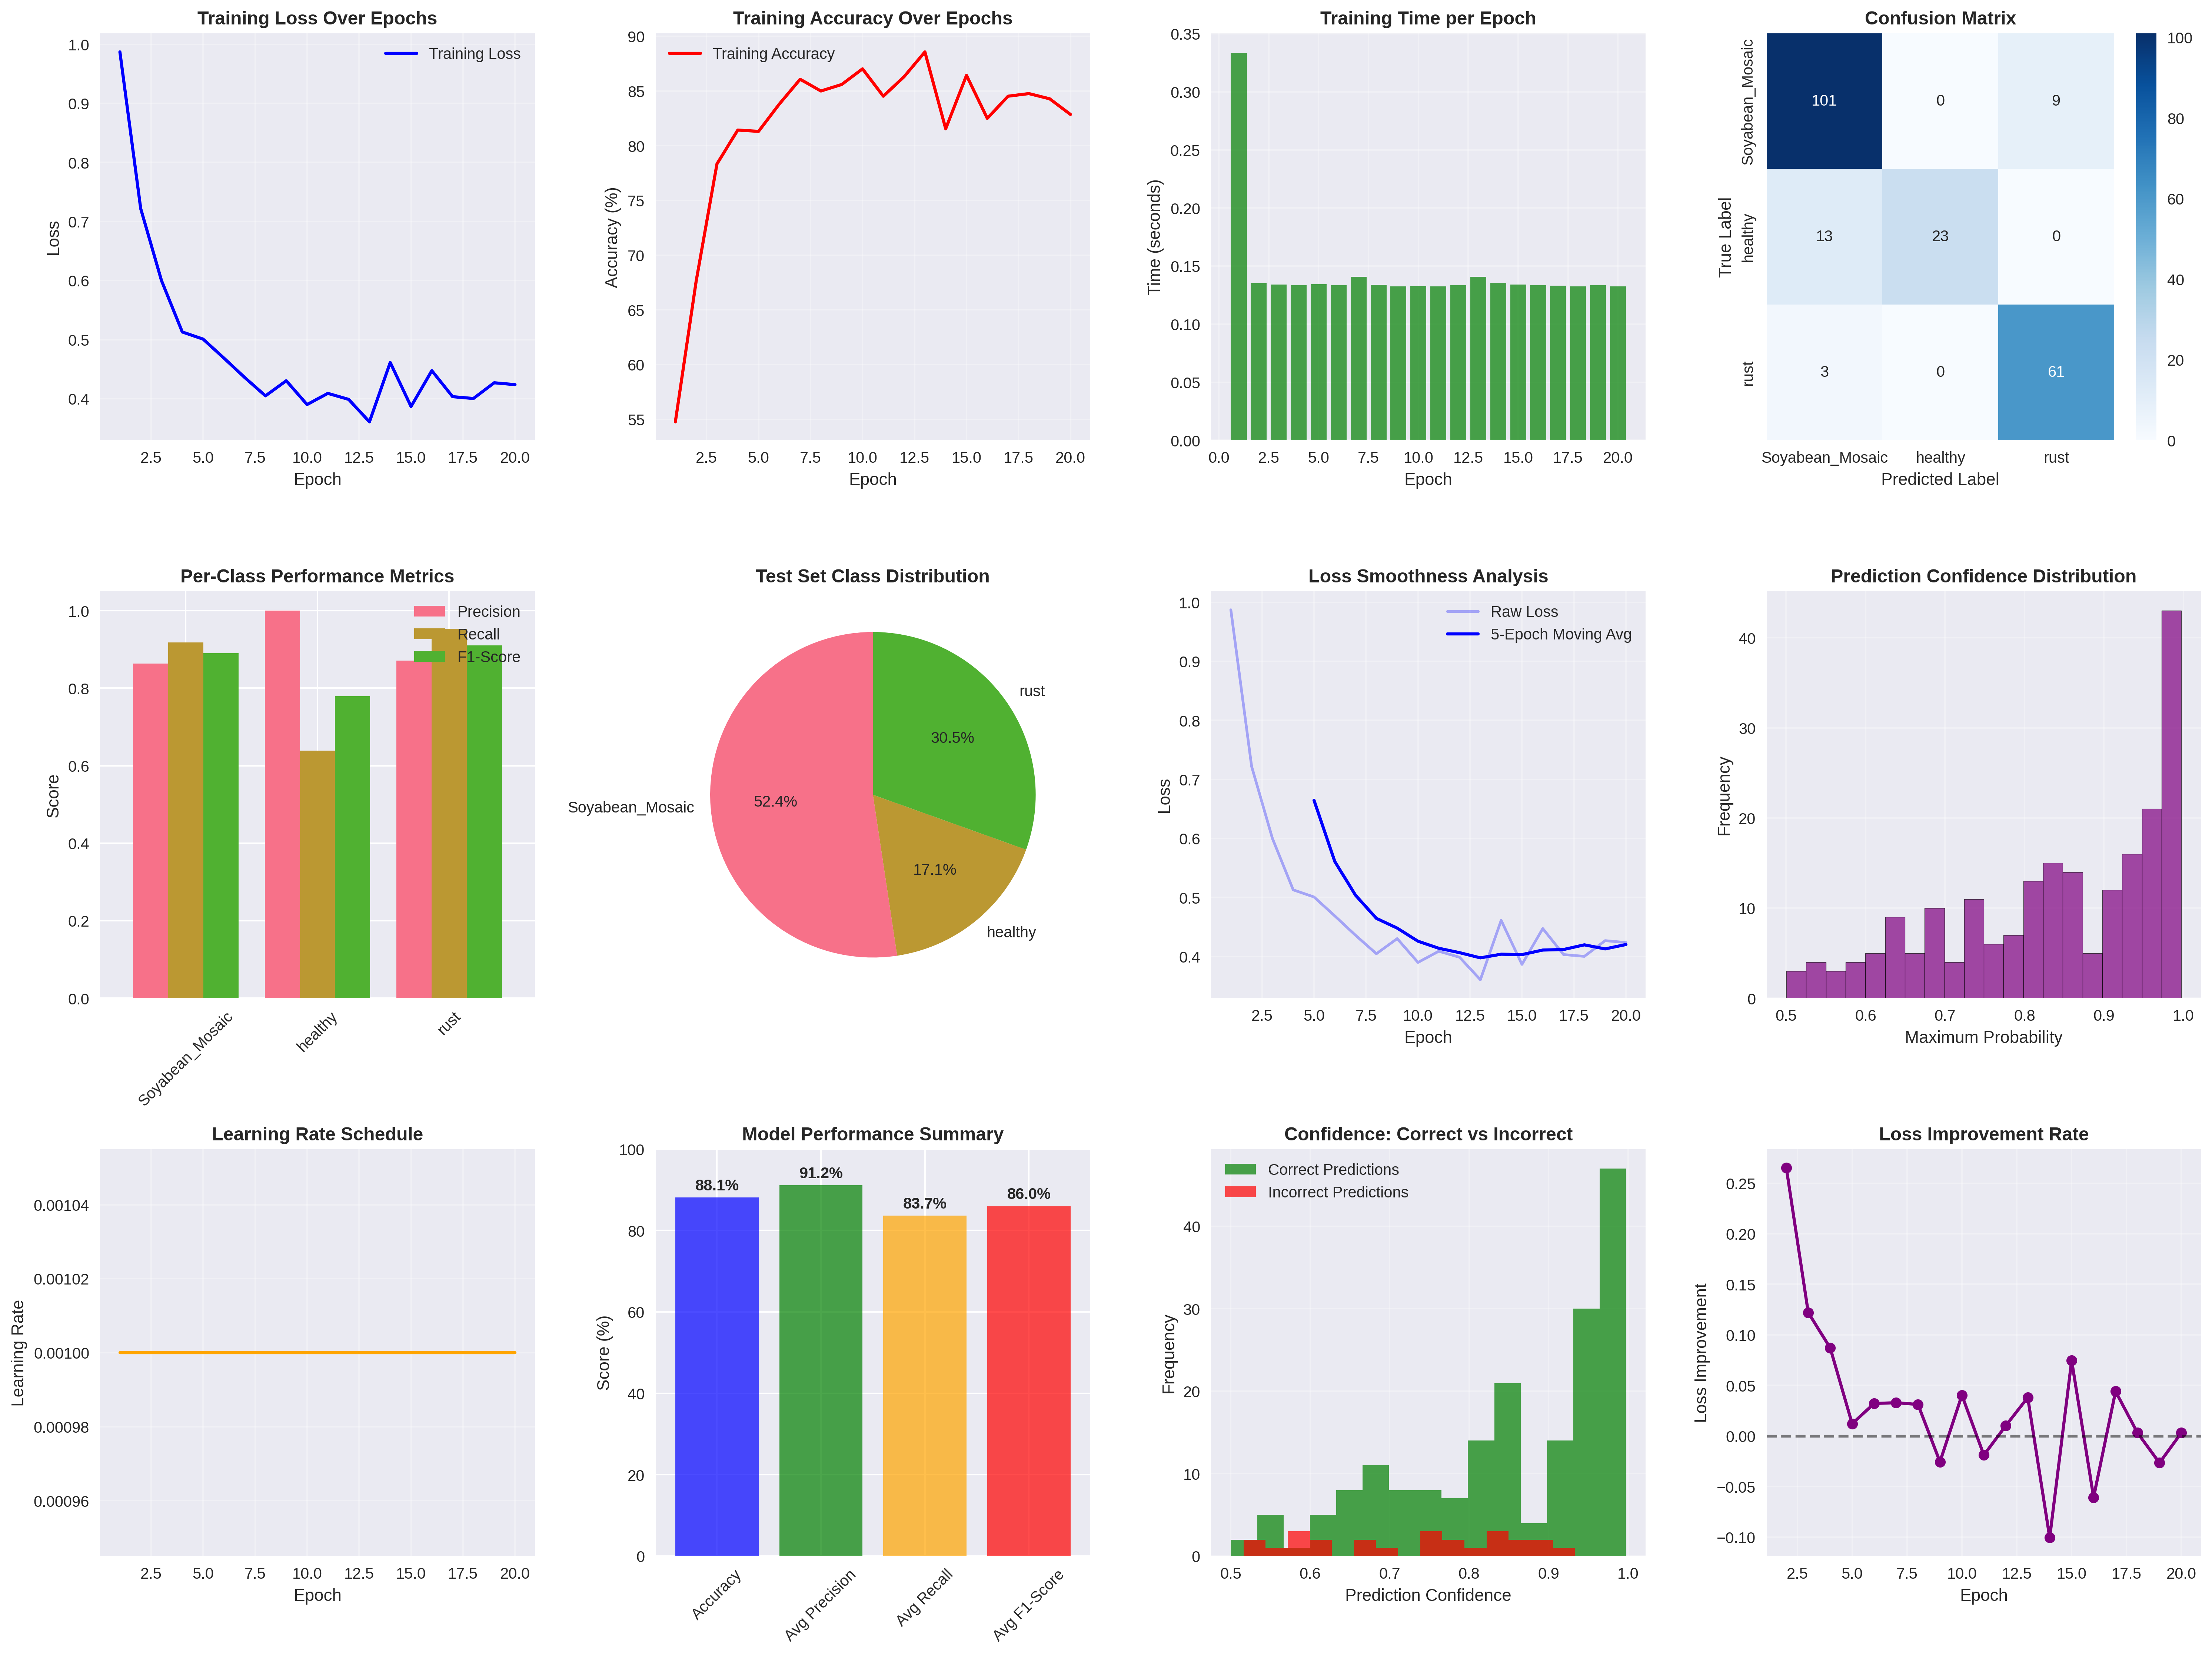 Training Loss Over Epochs
Training Loss
1.0
0.9
0.8
0.7
0.6
0.5
0.4
Loss
2.5 5.0 7.5 10.0 12.5 15.0 17.5 20.0
Epoch
Training Accuracy Over Epochs
Training Accuracy
90
85
80
75
70
65
60
55
Accuracy (%)
2.5 5.0 7.5 10.0 12.5 15.0 17.5 20.0
Epoch
Training Time per Epoch
0.35
0.30
0.25
0.20
0.15
0.10
0.05
0.00
Time (seconds)
0.0 2.5 5.0 7.5 10.0 12.5 15.0 17.5 20.0
Epoch
Confusion Matrix
True Label
Soyabean_Mosaic
healthy
rust
101 0 9
13 23 0
3 0 61
Soyabean_Mosaic healthy rust
Predicted Label
100
80
60
40
20
0
Per-Class Performance Metrics
Precision
Recall
F1-Score
1.0
0.8
0.6
0.4
0.2
0.0
Score
Soyabean_Mosaic
healthy
rust
Test Set Class Distribution
rust
30.5%
Soyabean_Mosaic
52.4%
17.1%
healthy
Loss Smoothness Analysis
Raw Loss
5-Epoch Moving Avg
1.0
0.9
0.8
0.7
0.6
0.5
0.4
Loss
2.5 5.0 7.5 10.0 12.5 15.0 17.5 20.0
Epoch
Prediction Confidence Distribution
40
30
20
10
0
Frequency
0.5 0.6 0.7 0.8 0.9 1.0
Maximum Probability
Learning Rate Schedule
0.00104
0.00102
0.00100
0.00098
0.00096
Learning Rate
2.5 5.0 7.5 10.0 12.5 15.0 17.5 20.0
Epoch
Model Performance Summary
100
80
60
40
20
0
Score (%)
88.1%
91.2%
83.7%
86.0%
Accuracy
Avg Precision
Avg Recall
Avg F1-Score
Confidence: Correct vs Incorrect
Correct Predictions
Incorrect Predictions
40
30
20
10
0
Frequency
0.5 0.6 0.7 0.8 0.9 1.0
Prediction Confidence
Loss Improvement Rate
0.25
0.20
0.15
0.10
0.05
0.00
−0.05
−0.10
Loss Improvement
2.5 5.0 7.5 10.0 12.5 15.0 17.5 20.0
Epoch